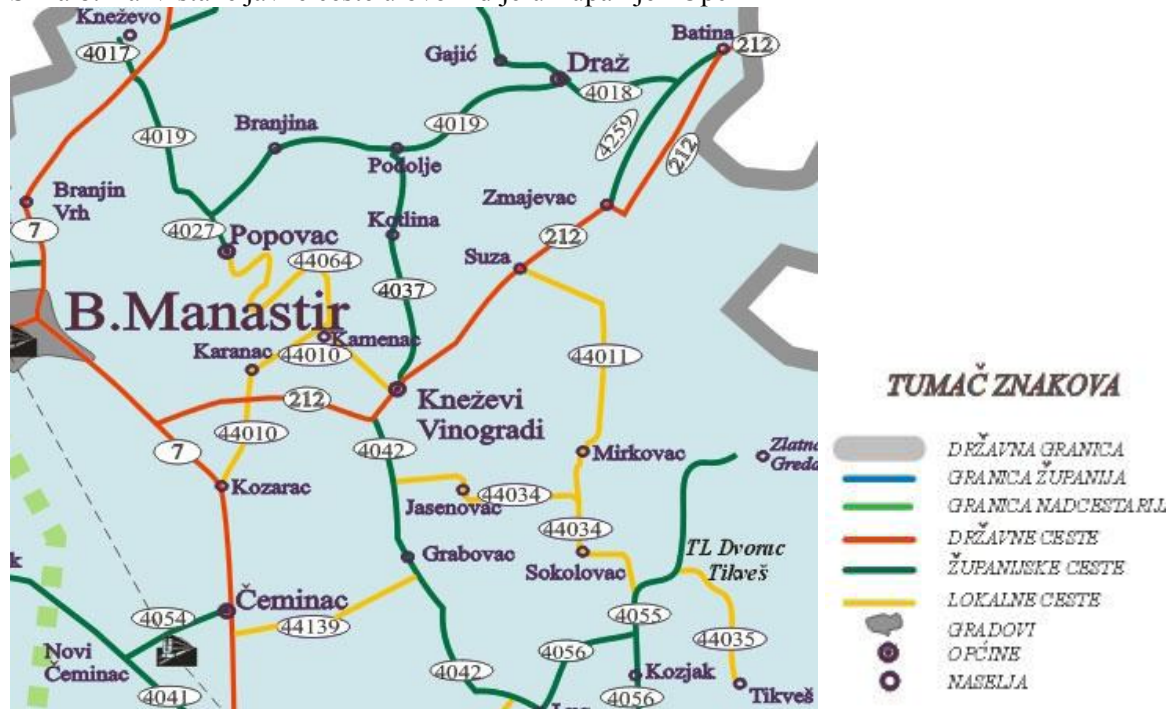 Kneževo
4017
Gajić
Draž
Batina
212
4018
4019
Branjina
4019
4259
212
Podolje
Branjin
Vrh
Zmajevac
7
4027
Popovac
Kotlina
212
44064
Suza
4037
B.Manastir
Kamenac
Karanac
44010
44011
212
Kneževi
Vinogradi
44010
7
4042
Mirkovac
Zlatna
Greda
Kozarac
Jasenovac
44034
44034
Grabovac
TL Dvorac
Tikveš
Sokolovac
k
4054
Čeminac
4055
44139
44035
Novi
Čeminac
4056
4042
Kozjak
4041
4056
Tikveš
TUMAČ ZNAKOVA
DRŽAVNA GRANICA
GRANICA ŽUPANIJA
GRANICA NADCESTARIJ
DRŽAVNE CESTE
ŽUPANIJSKE CESTE
LOKALNE CESTE
GRADOVI
OPĆINE
NASELJA